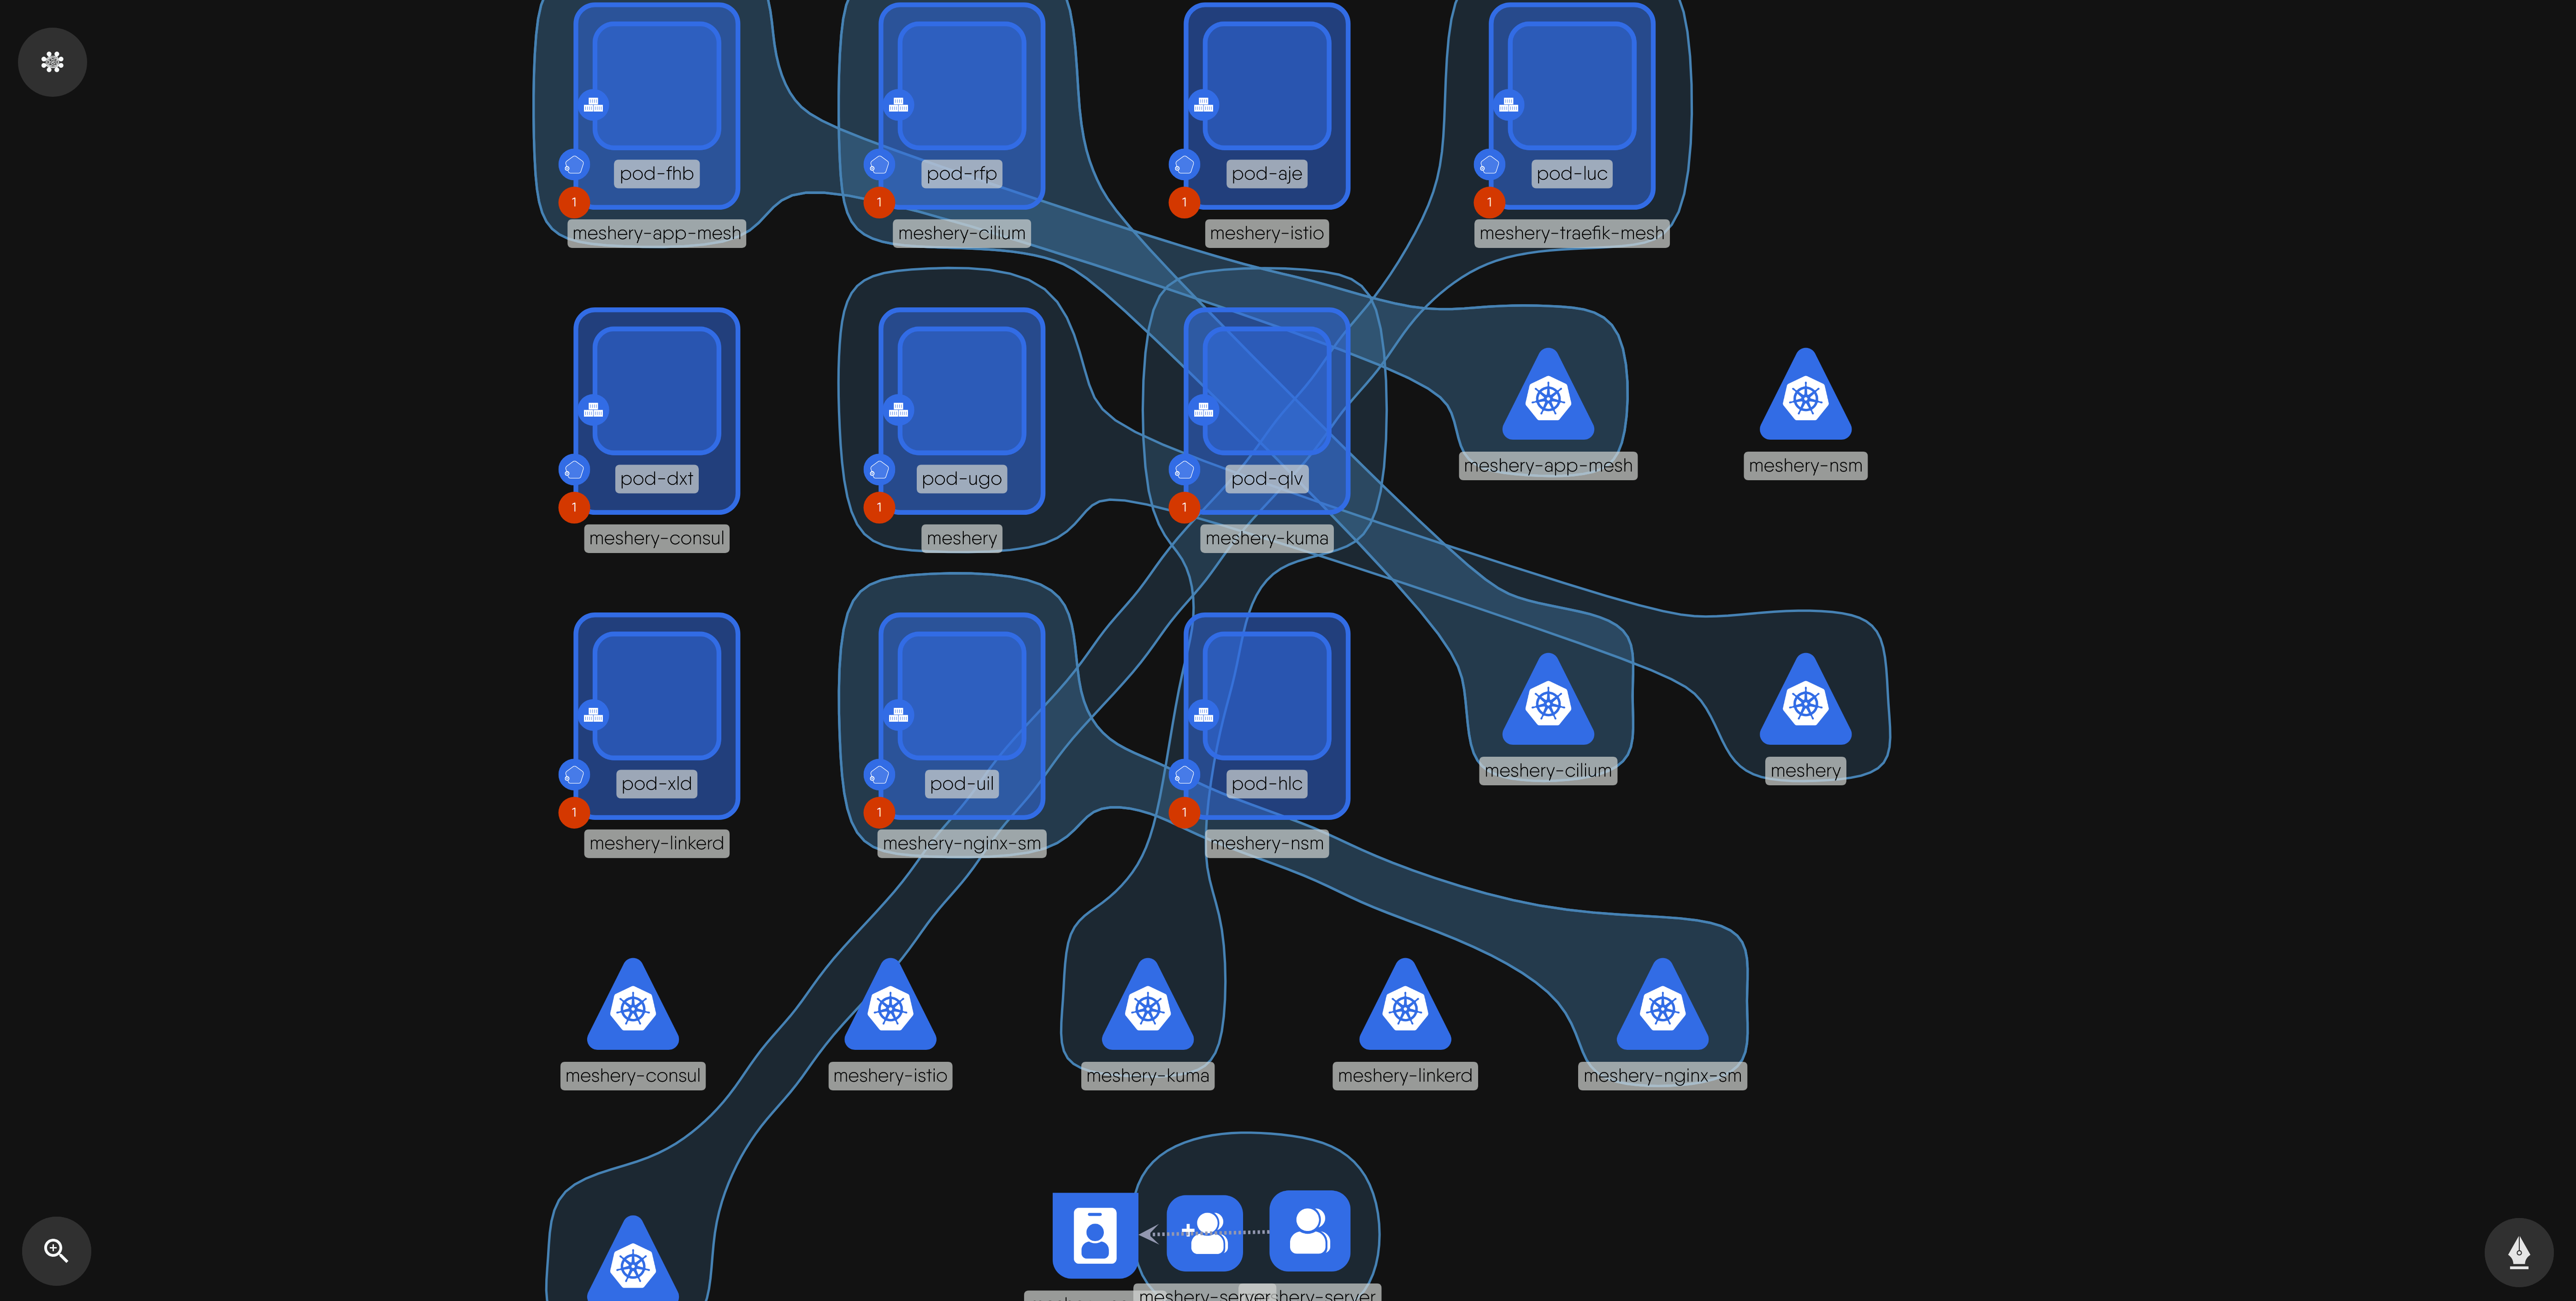 pod-fhb
1
meshery-app-mesh
pod-rfp
1
meshery-cilium
pod-aje
1
meshery-istio
pod-luc
1
meshery-traefik-mesh
pod-dxt
1
meshery-consul
pod-ugo
1
meshery
pod-qlv
1
meshery-kuma
meshery-app-mesh
meshery-nsm
pod-xld
1
meshery-linkerd
pod-uil
1
meshery-nginx-sm
pod-hlc
1
meshery-nsm
meshery-cilium
meshery
meshery-consul
meshery-istio
meshery-kuma
meshery-linkerd
meshery-nginx-sm
meshery-server